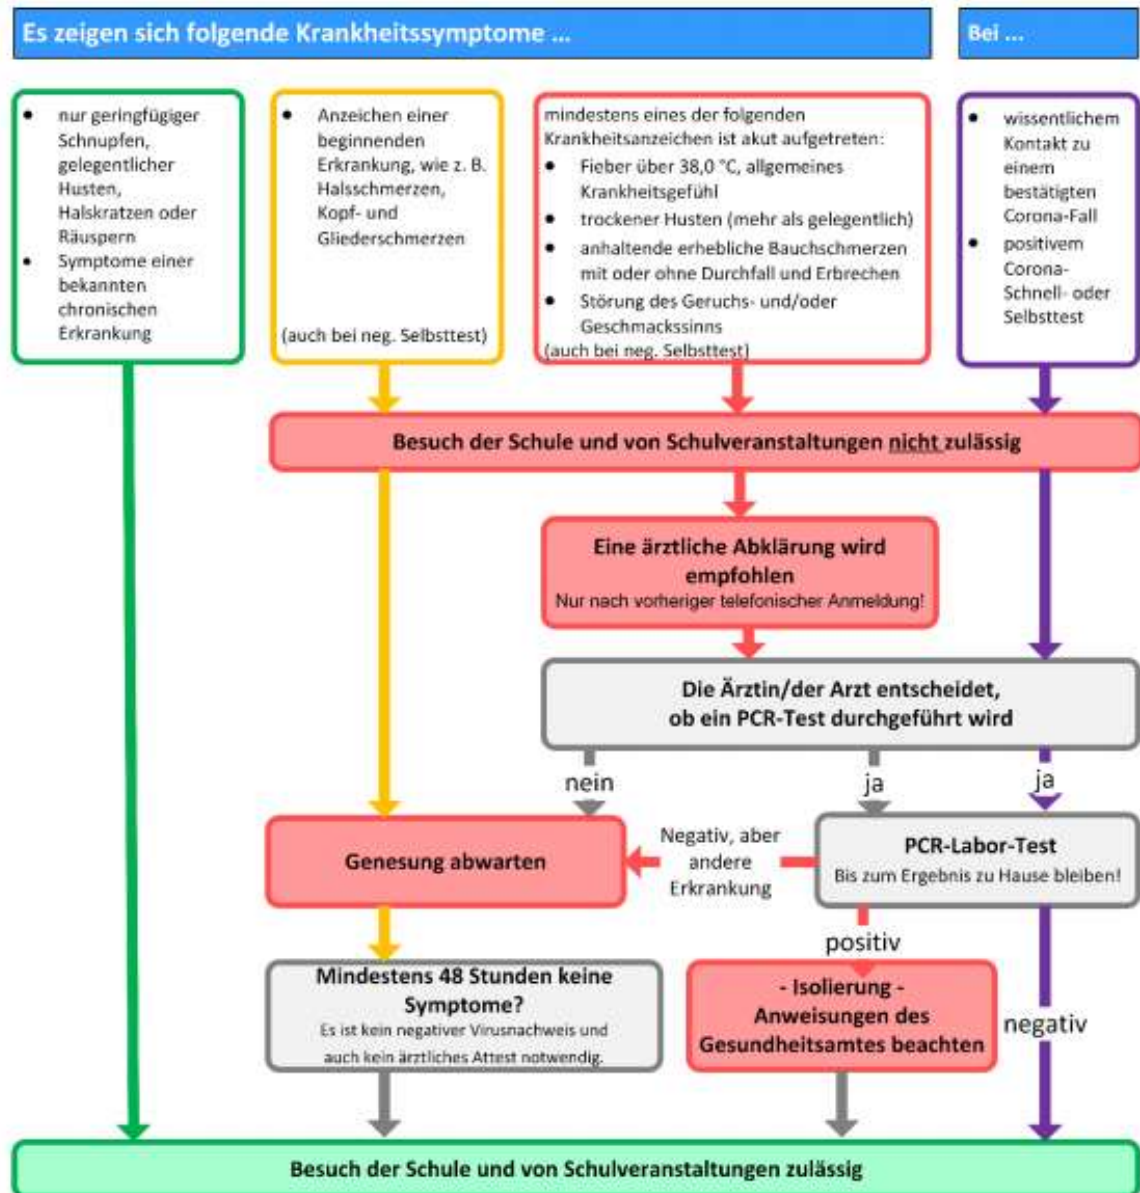 Es zeigen sich folgende Krankheitssymptome ...
Bei ...
• nur geringfügiger
Schnupfen,
gelegentlicher
Husten,
Halskratzen oder
Räuspern
• Symptome einer
bekannten
chronischen
Erkrankung
• Anzeichen einer
beginnenden
Erkrankung, wie z. B.
Halsschmerzen,
Kopf- und
Gliederschmerzen
(auch bei neg. Selbsttest)
mindestens eines der folgenden
Krankheitsanzeichen ist akut aufgetreten:
• Fieber über 38,0 °C, allgemeines
Krankheitsgefühl
• trockener Husten (mehr als gelegentlich)
• anhaltende erhebliche Bauchschmerzen
mit oder ohne Durchfall und Erbrechen
• Störung des Geruchs- und/oder
Geschmackssinns
(auch bei neg. Selbsttest)
• wissentlichem
Kontakt zu
einem
bestätigten
Corona-Fall
• positivem
Corona-
Schnell- oder
Selbsttest
Besuch der Schule und von Schulveranstaltungen nicht zulässig
Eine ärztliche Abklärung wird
empfohlen
Nur nach vorheriger telefonischer Anmeldung!
Die Ärztin/der Arzt entscheidet,
ob ein PCR-Test durchgeführt wird
nein
ja
ja
Genesung abwarten
Negativ, aber
andere
Erkrankung
PCR-Labor-Test
Bis zum Ergebnis zu Hause bleiben!
positiv
Mindestens 48 Stunden keine
Symptome?
Es ist kein negativer Virusnachweis und
auch kein ärztliches Attest notwendig.
- Isolierung -
Anweisungen des
Gesundheitsamtes beachten
negativ
Besuch der Schule und von Schulveranstaltungen zulässig